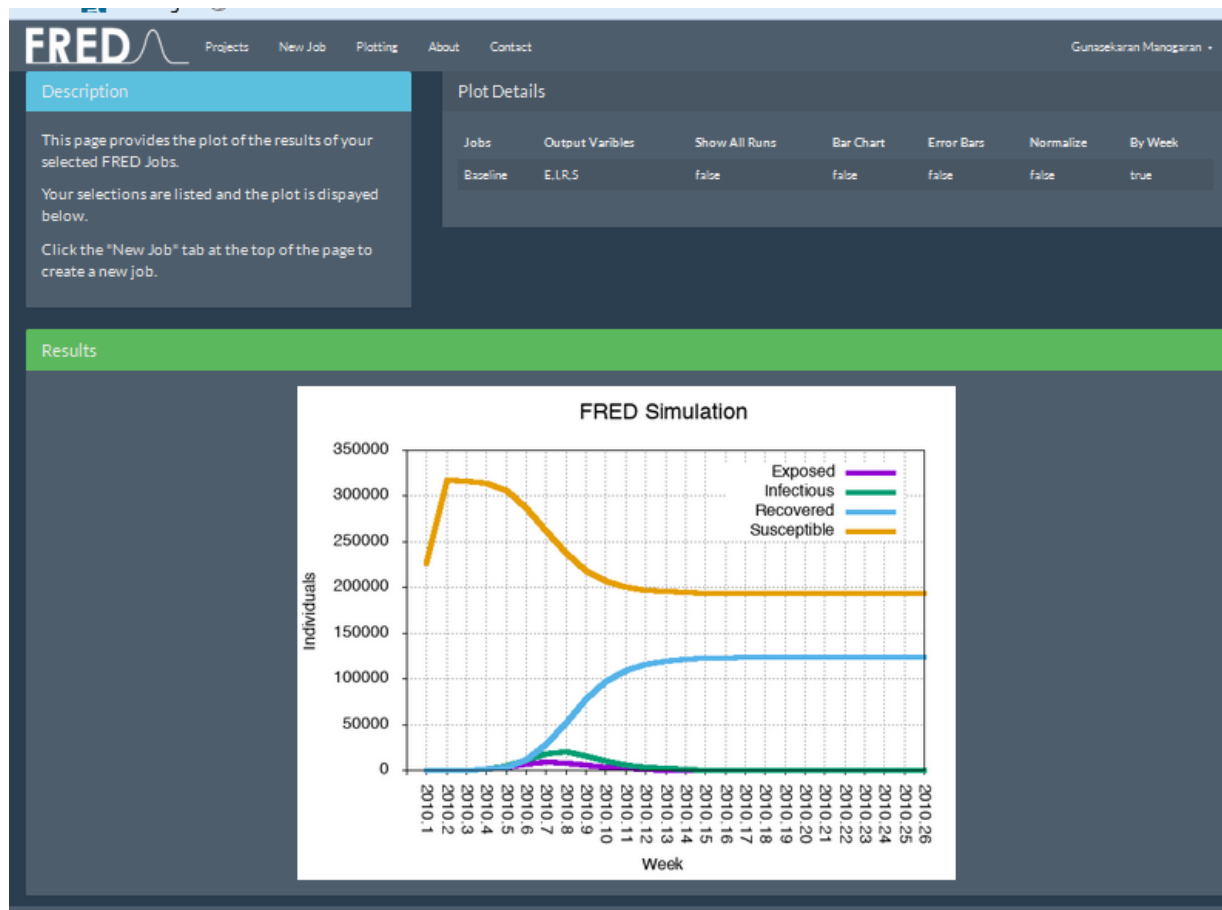 FRED
Projects New Job Plotting About Contact Gunasekaran Manogaran
Description
This page provides the plot of the results of your
selected FRED Jobs.
Your selections are listed and the plot is dispayed
below.
Click the "New Job" tab at the top of the page to
create a new job.
Plot Details
Jobs Output Varibles Show All Runs Bar Chart Error Bars Normalize By Week
Baseline E,I,R,S false false false false true
Results
FRED Simulation
Exposed
Infectious
Recovered
Susceptible
Individuals
350000
300000
250000
200000
150000
100000
50000
0
2010.1
2010.2
2010.3
2010.4
2010.5
2010.6
2010.7
2010.8
2010.9
2010.10
2010.11
2010.12
2010.13
2010.14
2010.15
2010.16
2010.17
2010.18
2010.19
2010.20
2010.21
2010.22
2010.23
2010.24
2010.25
2010.26
Week